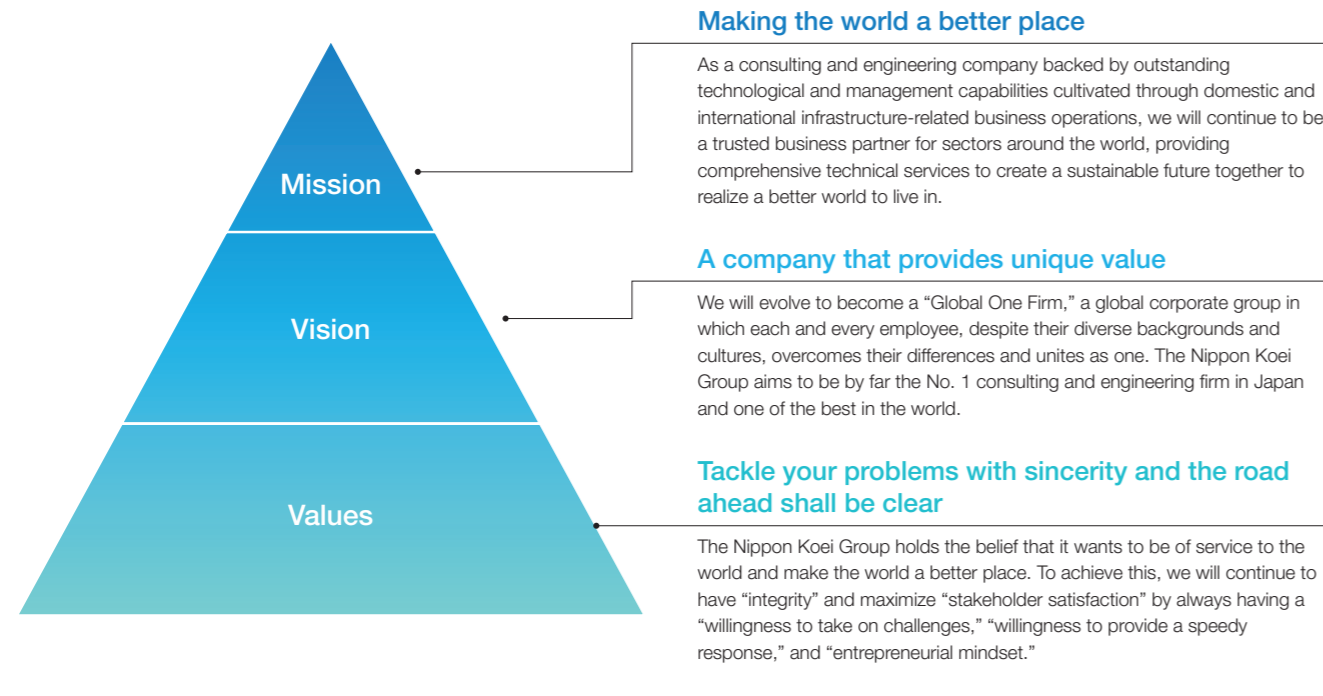 Making the world a better place
As a consulting and engineering company backed by outstanding
technological and management capabilities cultivated through domestic and
international infrastructure-related business operations, we will continue to be
a trusted business partner for sectors around the world, providing
comprehensive technical services to create a sustainable future together to
realize a better world to live in.
Mission
A company that provides unique value
We will evolve to become a “Global One Firm,” a global corporate group in
which each and every employee, despite their diverse backgrounds and
cultures, overcomes their differences and unites as one. The Nippon Koei
Group aims to be by far the No. 1 consulting and engineering firm in Japan
and one of the best in the world.
Vision
Tackle your problems with sincerity and the road
ahead shall be clear
The Nippon Koei Group holds the belief that it wants to be of service to the
world and make the world a better place. To achieve this, we will continue to
have “integrity” and maximize “stakeholder satisfaction” by always having a
“willingness to take on challenges,” “willingness to provide a speedy
response,” and “entrepreneurial mindset.”
Values